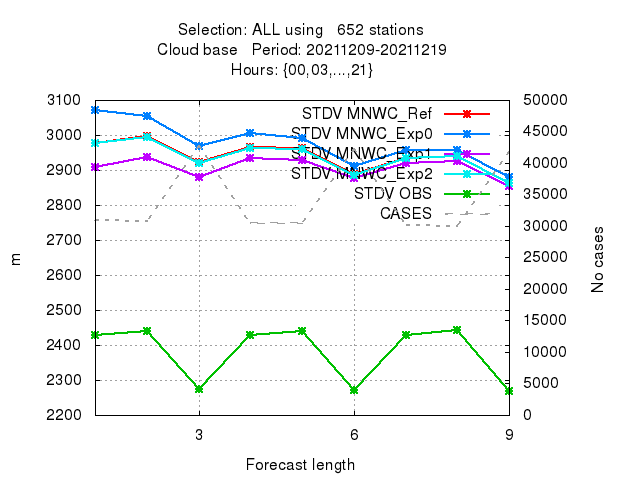 Selection: ALL using   652 stations
Cloud base   Period: 20211209-20211219
Hours: {00,03,...,21}
3100
3000
2900
2800
2700
2600
2500
2400
2300
2200
50000
45000
40000
35000
30000
25000
20000
15000
10000
5000
0
STDV MNWC_Ref
STDV MNWC_Exp0
STDV MNWC_Exp1
STDV MNWC_Exp2
STDV OBS
CASES
m
No cases
3 6 9
Forecast length